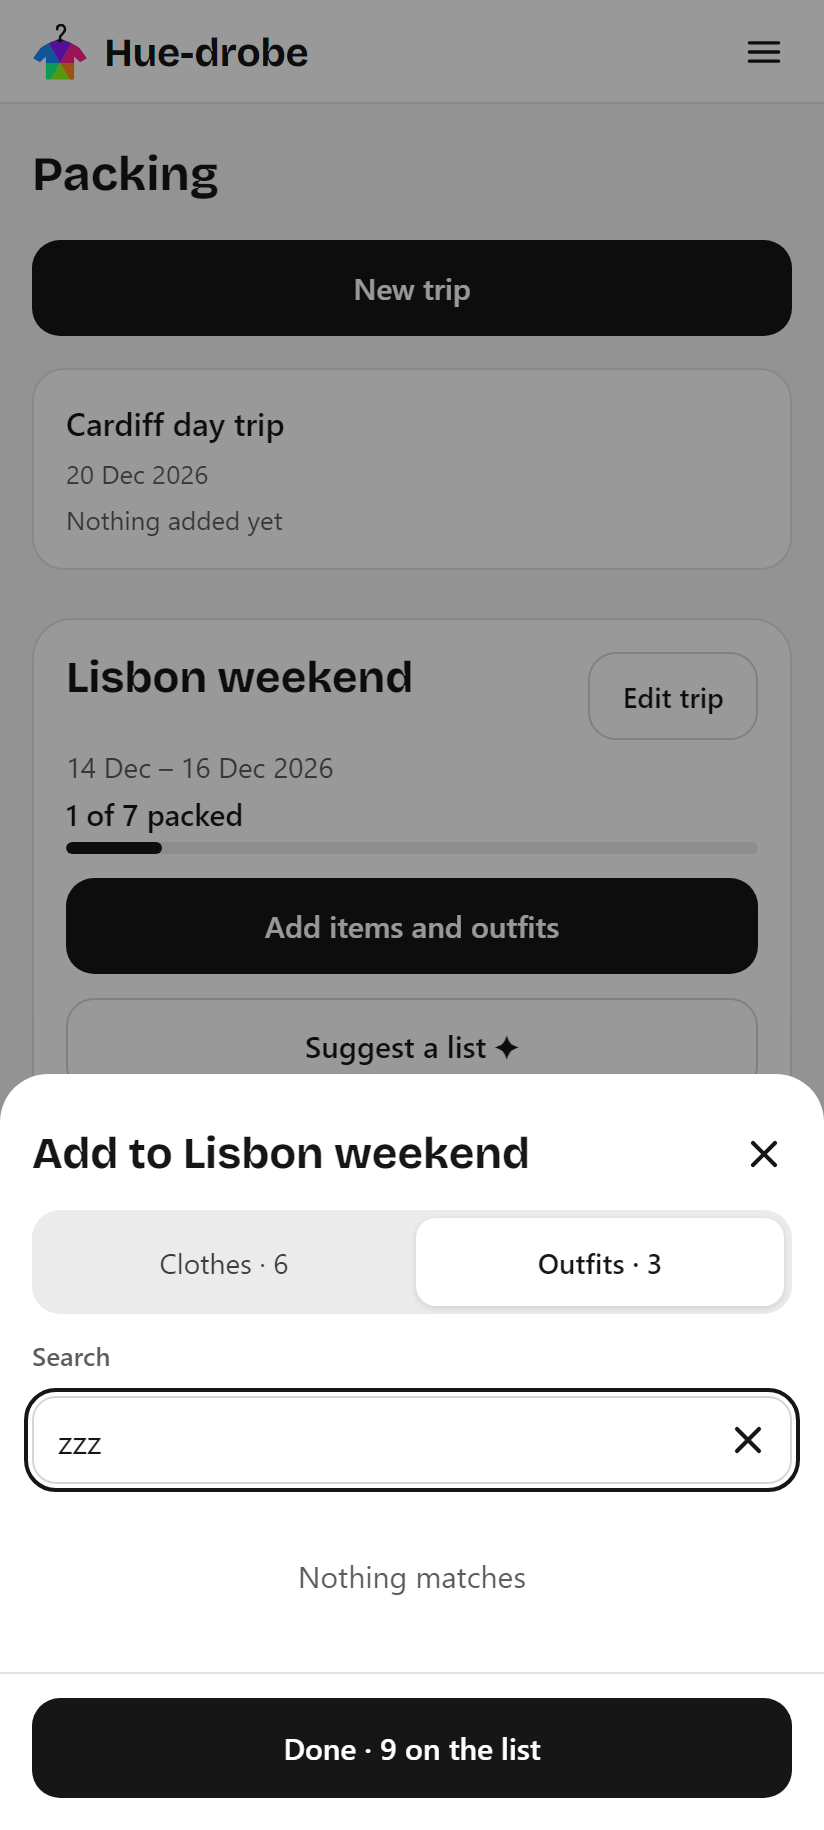 Hue-drobe
Packing
New trip
Cardiff day trip
20 Dec 2026
Nothing added yet
Lisbon weekend
Edit trip
14 Dec – 16 Dec 2026
1 of 7 packed
Add items and outfits
Suggest a list ✦
Add to Lisbon weekend
Clothes · 6
Outfits · 3
Search
zzz
Nothing matches
Done · 9 on the list